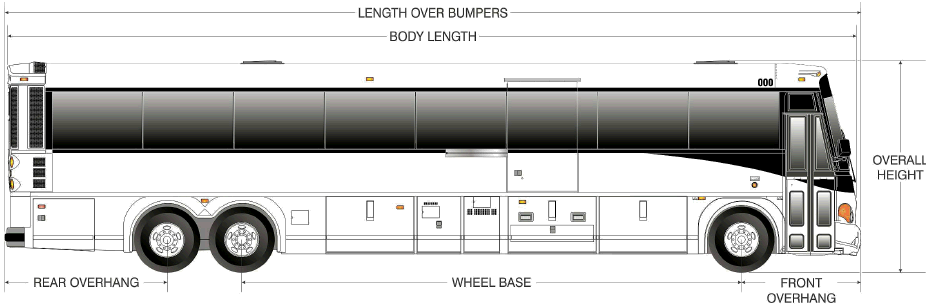 LENGTH OVER BUMPERS
BODY LENGTH
000
OVERALL
HEIGHT
REAR OVERHANG
WHEEL BASE
FRONT
OVERHANG